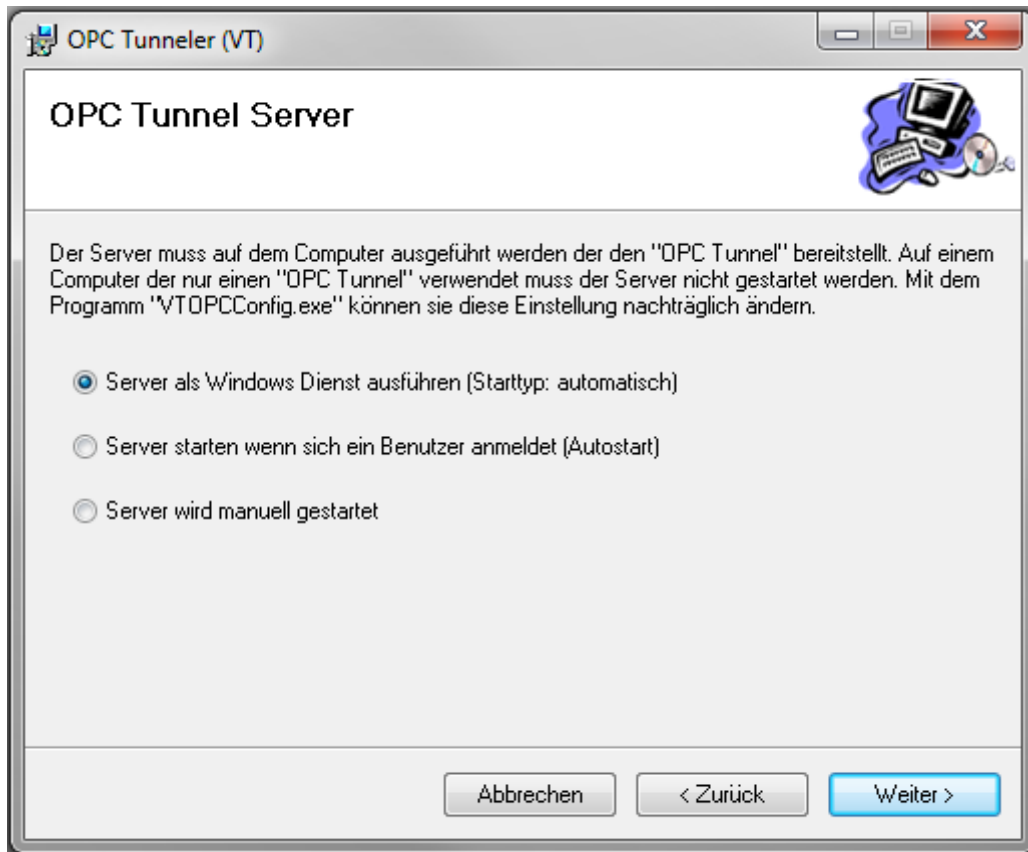 OPC Tunneler (VT)
OPC Tunnel Server
Der Server muss auf dem Computer ausgeführt werden der den "OPC Tunnel" bereitstellt. Auf einem
Computer der nur einen "OPC Tunnel" verwendet muss der Server nicht gestartet werden. Mit dem
Programm "VTOPCConfig.exe" können sie diese Einstellung nachträglich ändern.
Server als Windows Dienst ausführen (Starttyp: automatisch)
Server starten wenn sich ein Benutzer anmeldet (Autostart)
Server wird manuell gestartet
Abbrechen
< Zurück
Weiter >